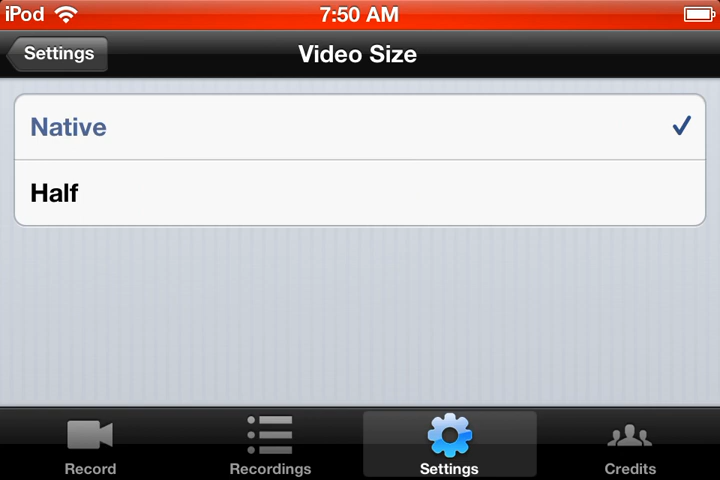 iPod 7:50 AM
Settings Video Size
Native
Half
Record Recordings Settings Credits